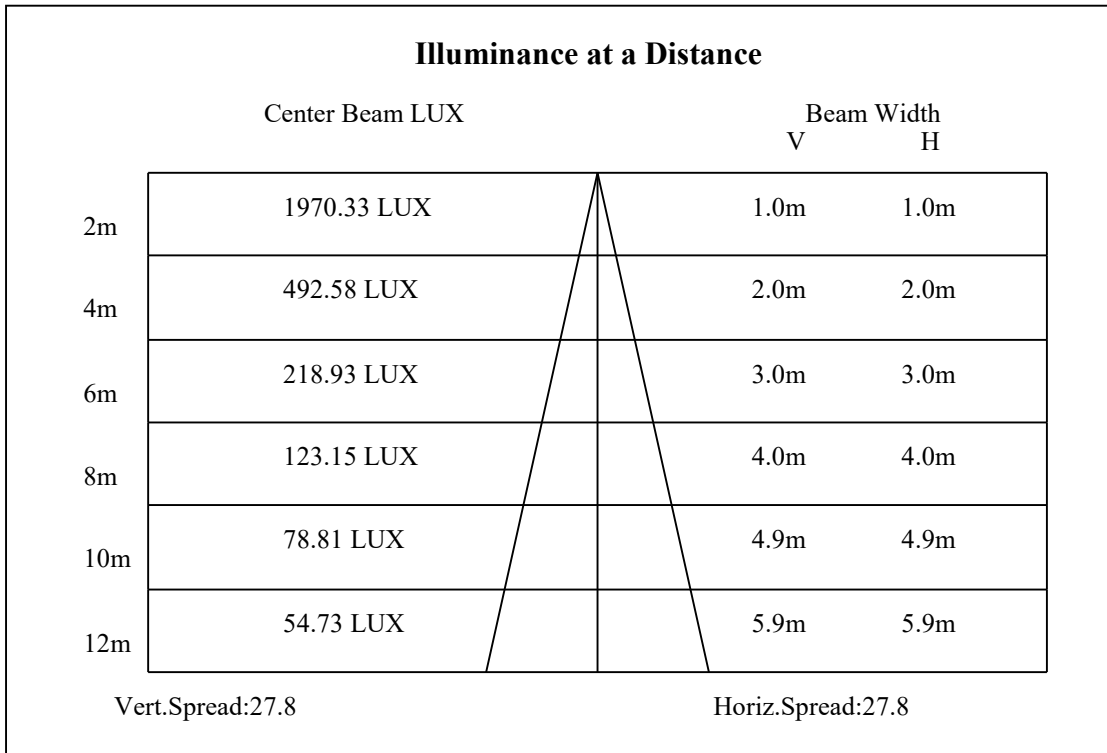 Illuminance at a Distance
Center Beam LUX Beam Width
V H
2m 1970.33 LUX 1.0m 1.0m
4m 492.58 LUX 2.0m 2.0m
6m 218.93 LUX 3.0m 3.0m
8m 123.15 LUX 4.0m 4.0m
10m 78.81 LUX 4.9m 4.9m
12m 54.73 LUX 5.9m 5.9m
Vert.Spread:27.8 Horiz.Spread:27.8